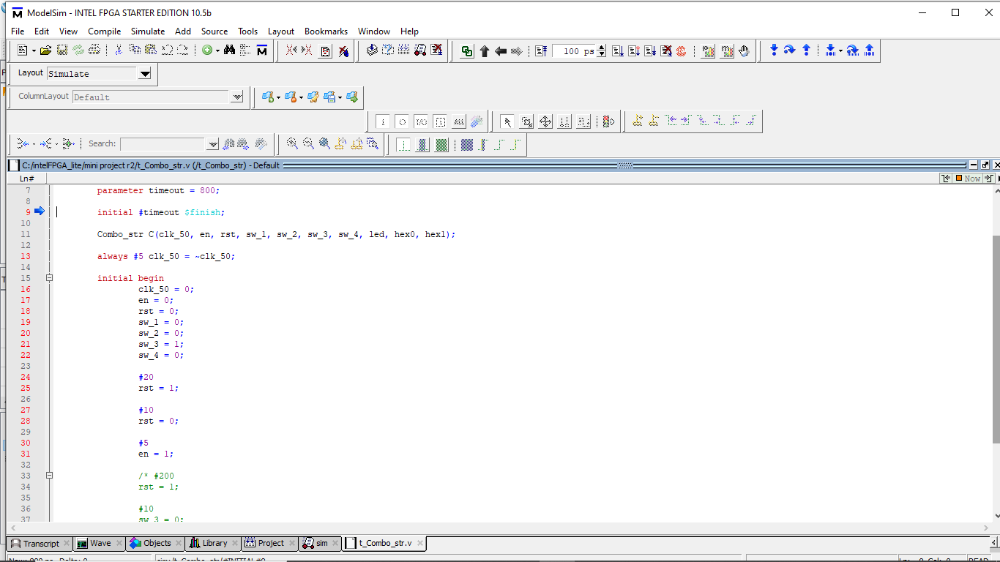 ModelSim - INTEL FPGA STARTER EDITION 10.5b
File Edit View Compile Simulate Add Source Tools Layout Bookmarks Window Help
100 ps
Layout Simulate
ColumnLayout Default
Search:
C:/intelFPGA_lite/mini project r2/t_Combo_str.v (/t_Combo_str) - Default
Ln# Now
7 parameter timeout = 800;
8
9 initial #timeout $finish;
10
11 Combo_str C(clk_50, en, rst, sw_1, sw_2, sw_3, sw_4, led, hex0, hex1);
12
13 always #5 clk_50 = ~clk_50;
14
15 initial begin
16 clk_50 = 0;
17 en = 0;
18 rst = 0;
19 sw_1 = 0;
20 sw_2 = 0;
21 sw_3 = 1;
22 sw_4 = 0;
23
24 #20
25 rst = 1;
26
27 #10
28 rst = 0;
29
30 #5
31 en = 1;
32
33 /* #200
34 rst = 1;
35
36 #10
37 sw_3 = 0;
Transcript Wave Objects Library Project sim t_Combo_str.v